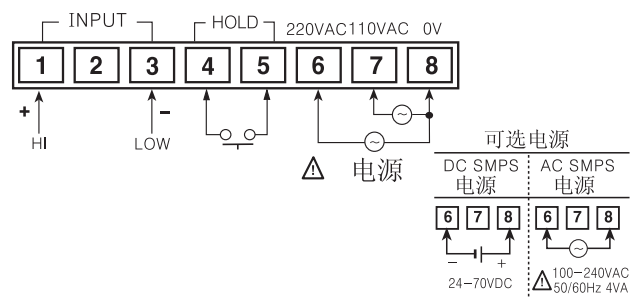 INPUT HOLD 220VAC 110VAC 0V
1 2 3 4 5 6 7 8
+ -
HI LOW
⚠ 电源
可选电源
DC SMPS 电源
AC SMPS 电源
6 7 8
6 7 8
- +
24-70VDC
⚠ 100-240VAC
50/60Hz 4VA